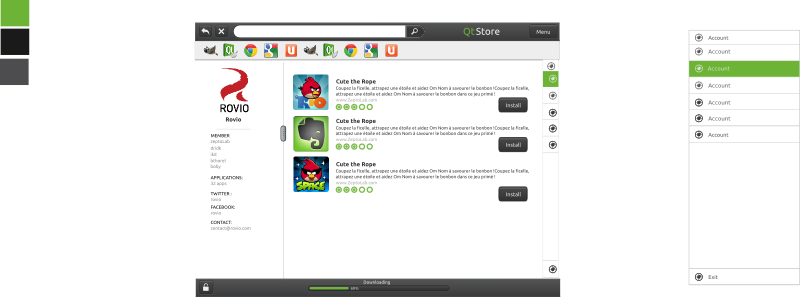 Qt Store
Menu
ROVIO
Rovio
MEMBER
zeptolab
APPLICATIONS:
32 apps
TWITTER :
rovio
FACEBOOK:
rovio
CONTACT:
contact@rovio.com
Cute the Rope
Coupez la ficelle, attrapez une étoile et aidez Om Nom à savourer le bonbon !Coupez la ficelle,
attrapez une étoile et aidez Om Nom à savourer le bonbon dans ce jeu primé !
www.ZeptoLab.com
Install
Cute the Rope
Coupez la ficelle, attrapez une étoile et aidez Om Nom à savourer le bonbon !Coupez la ficelle,
attrapez une étoile et aidez Om Nom à savourer le bonbon dans ce jeu primé !
www.ZeptoLab.com
Install
Cute the Rope
Coupez la ficelle, attrapez une étoile et aidez Om Nom à savourer le bonbon !Coupez la ficelle,
attrapez une étoile et aidez Om Nom à savourer le bonbon dans ce jeu primé !
www.ZeptoLab.com
SPACE
Install
Downloading
Account
Account
Account
Account
Account
Account
Account
Exit